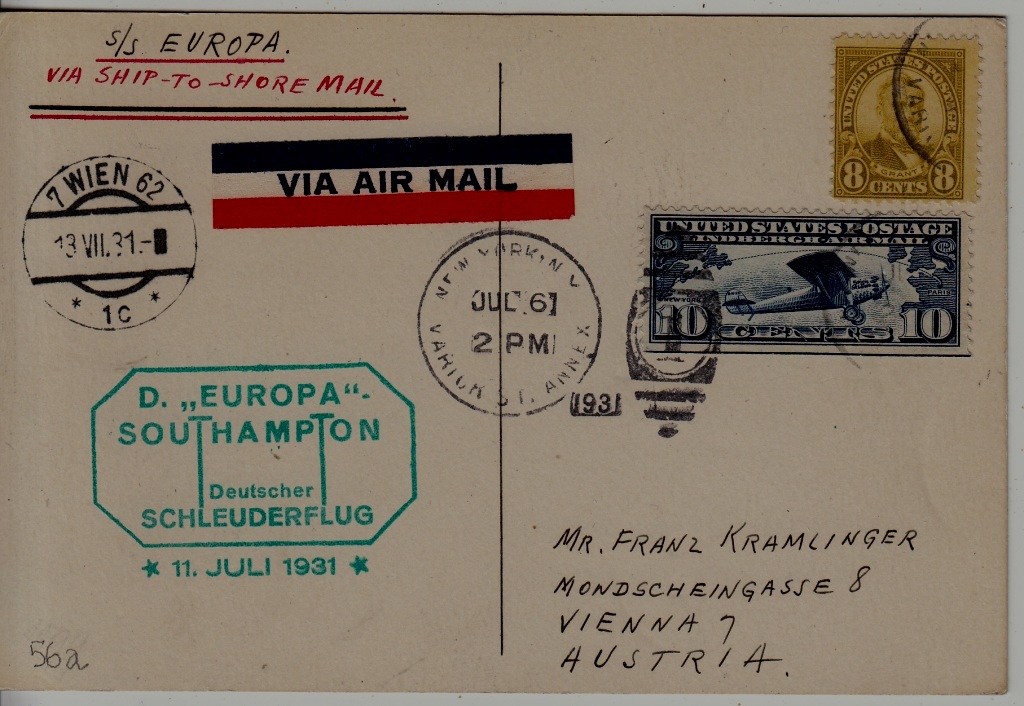 S/S EUROPA.
VIA SHIP-TO-SHORE MAIL.
VIA AIR MAIL
7 WIEN 62
13 VII. 31.-
* 1c *
UNITED STATES POSTAGE
GRANT
8 CENTS 8
UNITED STATES POSTAGE
LINDBERGH AIR MAIL
NEW YORK
PARIS
10 CENTS 10
NEW YORK, N.Y.
JUL 6
2 PM
VARICK ST. ANNEX
1931
D. „EUROPA“-
SOUTHAMPTON
Deutscher
SCHLEUDERFLUG
★ 11. JULI 1931 ★
MR. FRANZ KRAMLINGER
MONDSCHEINGASSE 8
VIENNA 7
AUSTRIA.
56a